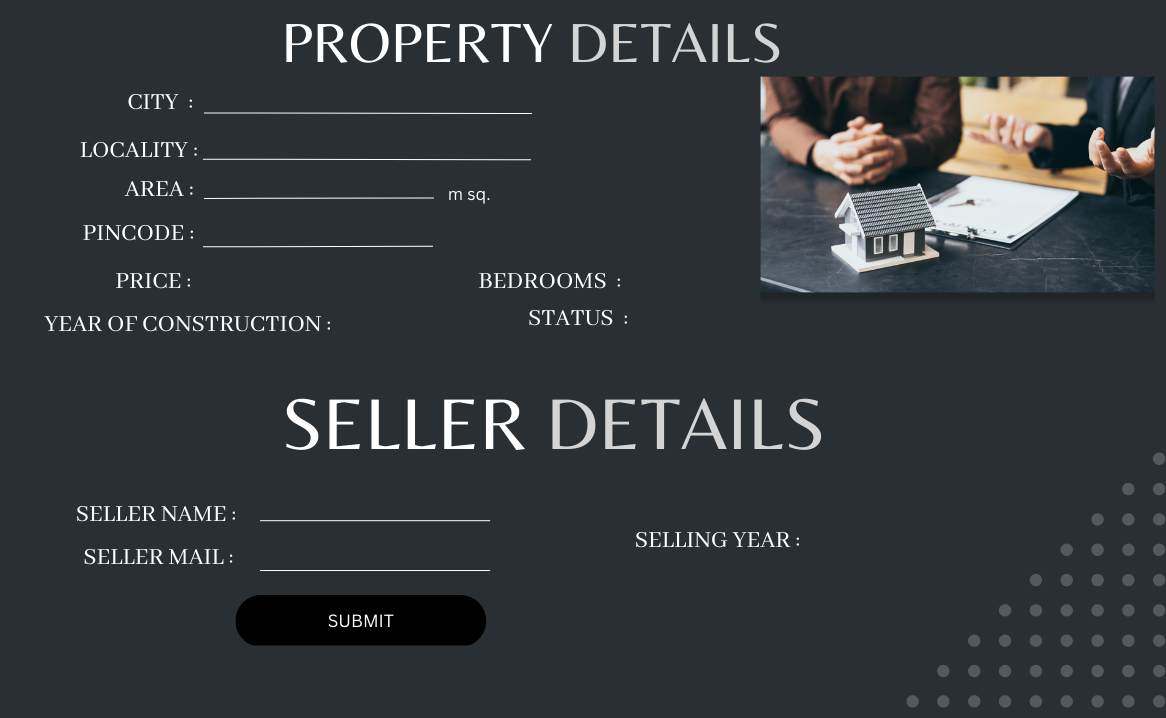 PROPERTY DETAILS
CITY :
LOCALITY :
AREA : m sq.
PINCODE :
PRICE : BEDROOMS :
YEAR OF CONSTRUCTION : STATUS :
SELLER DETAILS
SELLER NAME :
SELLING YEAR :
SELLER MAIL :
SUBMIT